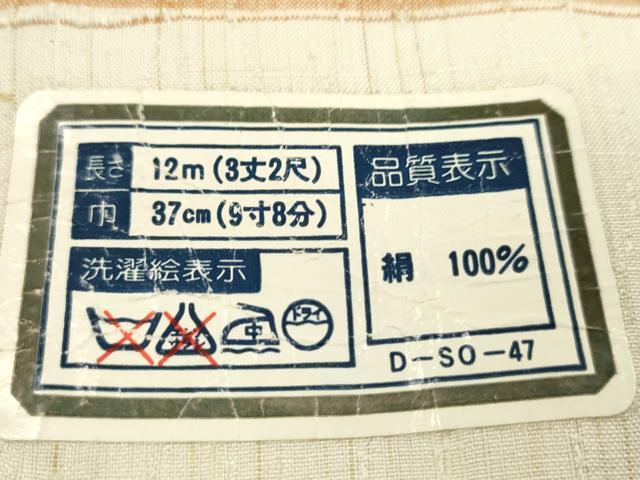 長さ 12m(3丈2尺)
巾 37cm(9寸8分)
洗濯絵表示
中
ドライ
品質表示
絹 100%
D-SO-47